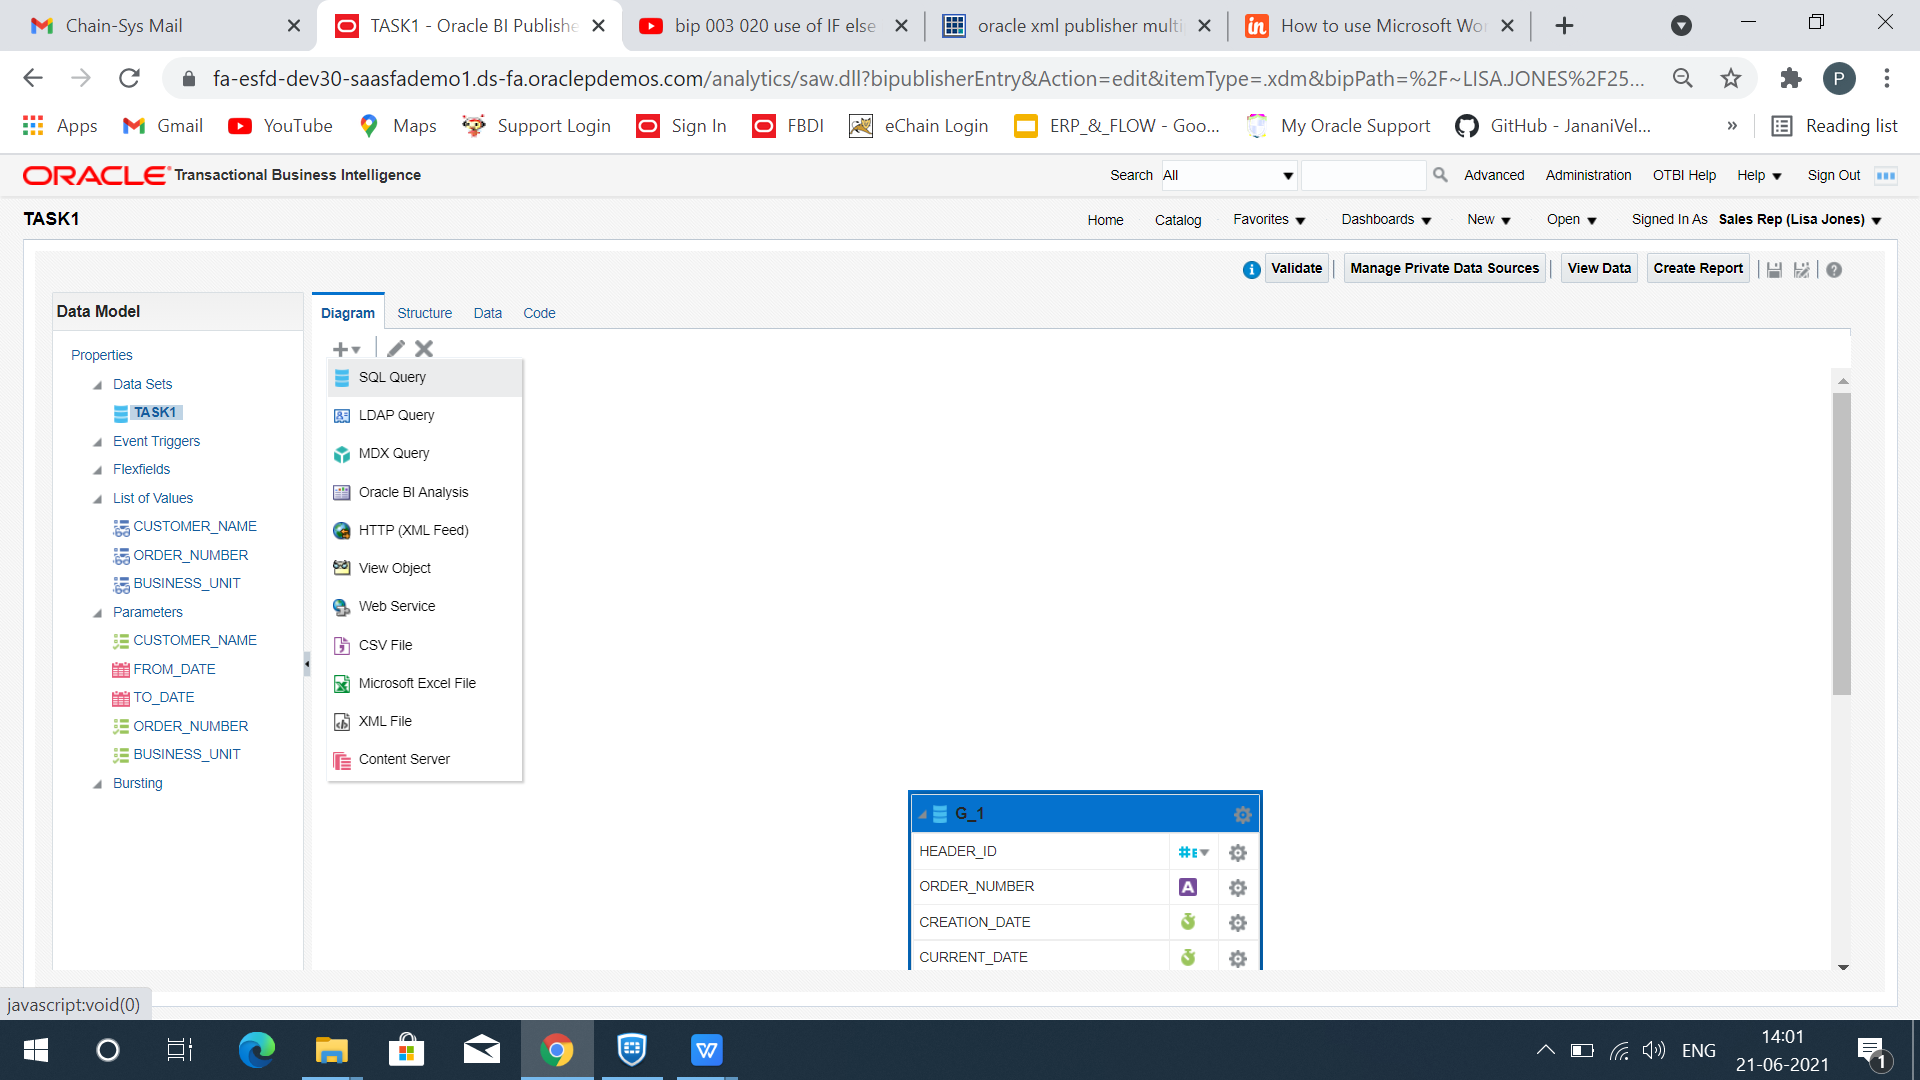 Chain-Sys Mail
TASK1 - Oracle BI Publishe
bip 003 020 use of IF else
oracle xml publisher multi
How to use Microsoft Wor
fa-esfd-dev30-saasfademo1.ds-fa.oraclepdemos.com/analytics/saw.dll?bipublisherEntry&Action=edit&itemType=.xdm&bipPath=%2F~LISA.JONES%2F25...
P
Apps
Gmail
YouTube
Maps
Support Login
Sign In
FBDI
eChain Login
ERP_&_FLOW - Goo...
My Oracle Support
GitHub - JananiVel...
»
Reading list
ORACLE Transactional Business Intelligence
Search All
Advanced
Administration
OTBI Help
Help
Sign Out
TASK1
Home
Catalog
Favorites
Dashboards
New
Open
Signed In As Sales Rep (Lisa Jones)
Validate
Manage Private Data Sources
View Data
Create Report
Data Model
Diagram
Structure
Data
Code
Properties
Data Sets
TASK1
Event Triggers
Flexfields
List of Values
CUSTOMER_NAME
ORDER_NUMBER
BUSINESS_UNIT
Parameters
CUSTOMER_NAME
FROM_DATE
TO_DATE
ORDER_NUMBER
BUSINESS_UNIT
Bursting
SQL Query
LDAP Query
MDX Query
Oracle BI Analysis
HTTP (XML Feed)
View Object
Web Service
CSV File
Microsoft Excel File
XML File
Content Server
G_1
HEADER_ID
ORDER_NUMBER
CREATION_DATE
CURRENT_DATE
javascript:void(0)
ENG
14:01
21-06-2021
1